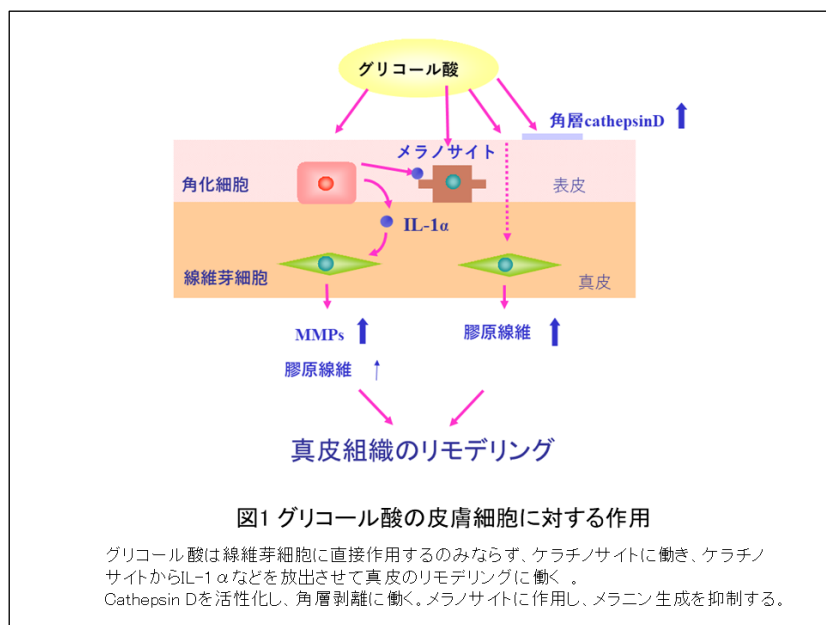 グリコール酸
角層cathepsinD
メラノサイト
角化細胞
表皮
IL-1α
線維芽細胞
真皮
MMPs
膠原線維
膠原線維
真皮組織のリモデリング
図1 グリコール酸の皮膚細胞に対する作用
グリコール酸は線維芽細胞に直接作用するのみならず、ケラチノサイトに働き、ケラチノ
サイトからIL-1αなどを放出させて真皮のリモデリングに働く 。
Cathepsin Dを活性化し、角層剥離に働く。メラノサイトに作用し、メラニン生成を抑制する。